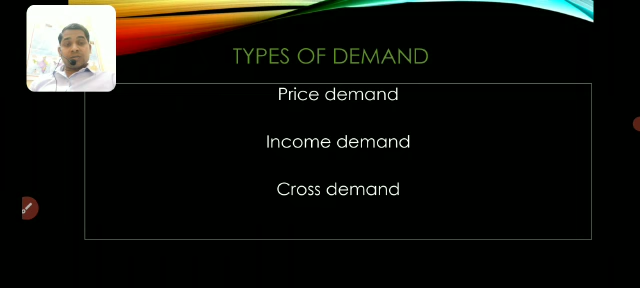 TYPES OF DEMAND
Price demand
Income demand
Cross demand